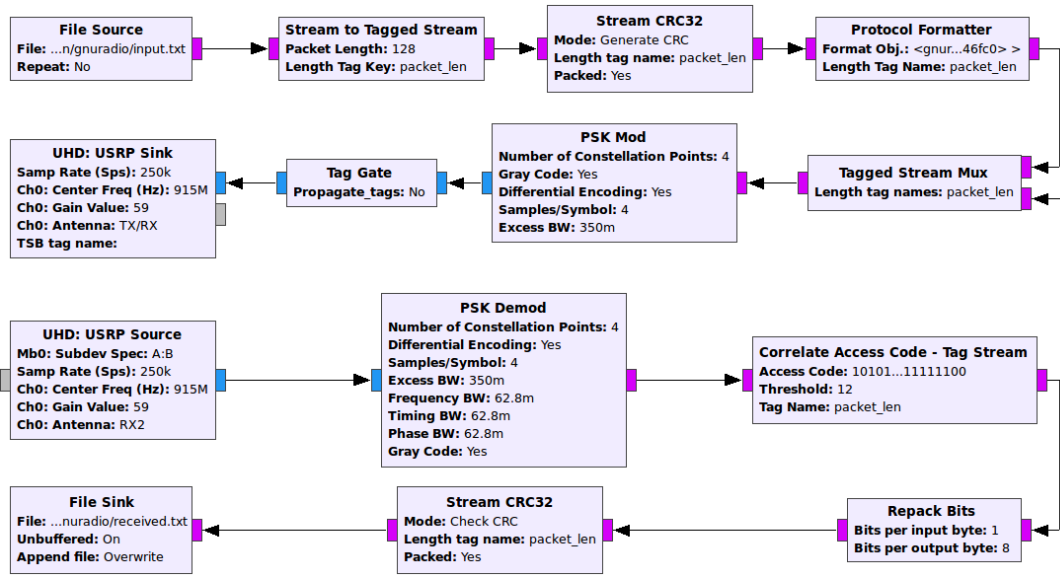 File Source
File: ...n/gnuradio/input.txt
Repeat: No
Stream to Tagged Stream
Packet Length: 128
Length Tag Key: packet_len
Stream CRC32
Mode: Generate CRC
Length tag name: packet_len
Packed: Yes
Protocol Formatter
Format Obj.: <gnur...46fc0> >
Length Tag Name: packet_len
UHD: USRP Sink
Samp Rate (Sps): 250k
Ch0: Center Freq (Hz): 915M
Ch0: Gain Value: 59
Ch0: Antenna: TX/RX
TSB tag name:
Tag Gate
Propagate_tags: No
PSK Mod
Number of Constellation Points: 4
Gray Code: Yes
Differential Encoding: Yes
Samples/Symbol: 4
Excess BW: 350m
Tagged Stream Mux
Length tag names: packet_len
UHD: USRP Source
Mb0: Subdev Spec: A:B
Samp Rate (Sps): 250k
Ch0: Center Freq (Hz): 915M
Ch0: Gain Value: 59
Ch0: Antenna: RX2
PSK Demod
Number of Constellation Points: 4
Differential Encoding: Yes
Samples/Symbol: 4
Excess BW: 350m
Frequency BW: 62.8m
Timing BW: 62.8m
Phase BW: 62.8m
Gray Code: Yes
Correlate Access Code - Tag Stream
Access Code: 10101...11111100
Threshold: 12
Tag Name: packet_len
File Sink
File: ...nuradio/received.txt
Unbuffered: On
Append file: Overwrite
Stream CRC32
Mode: Check CRC
Length tag name: packet_len
Packed: Yes
Repack Bits
Bits per input byte: 1
Bits per output byte: 8